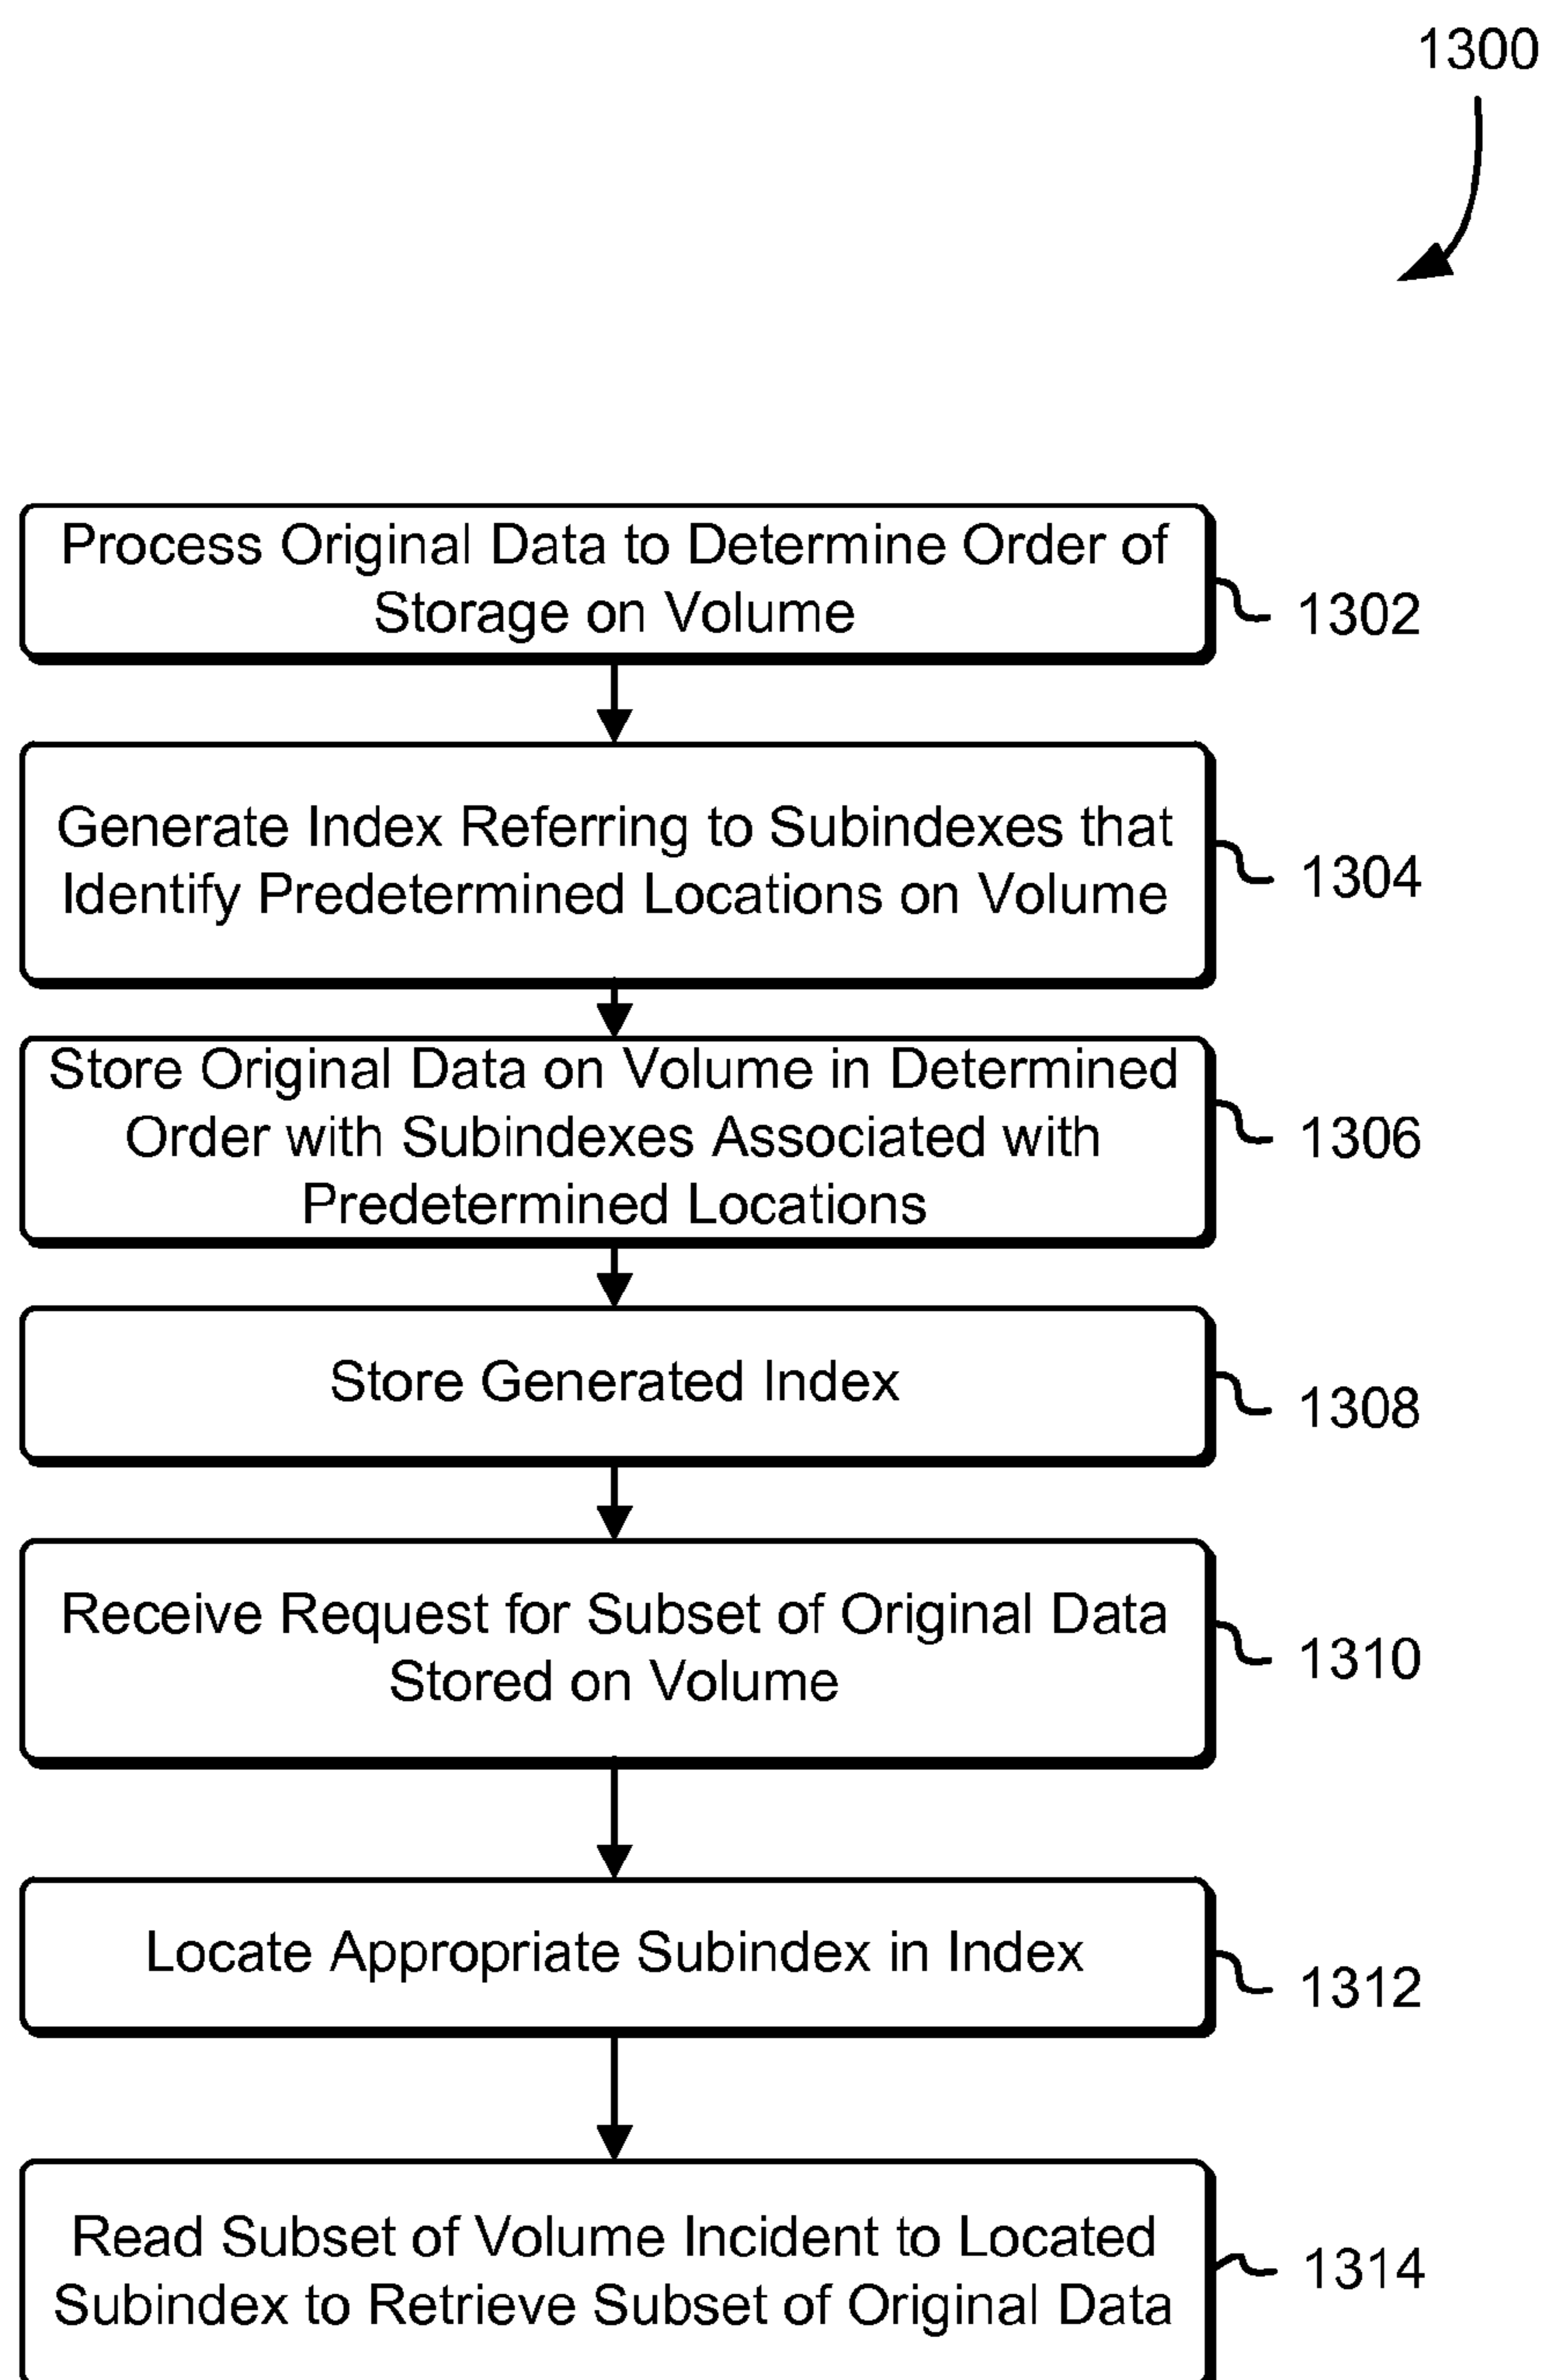 1300
Process Original Data to Determine Order of
Storage on Volume
1302
Generate Index Referring to Subindexes that
Identify Predetermined Locations on Volume
1304
Store Original Data on Volume in Determined
Order with Subindexes Associated with
Predetermined Locations
1306
Store Generated Index
1308
Receive Request for Subset of Original Data
Stored on Volume
1310
Locate Appropriate Subindex in Index
1312
Read Subset of Volume Incident to Located
Subindex to Retrieve Subset of Original Data
1314